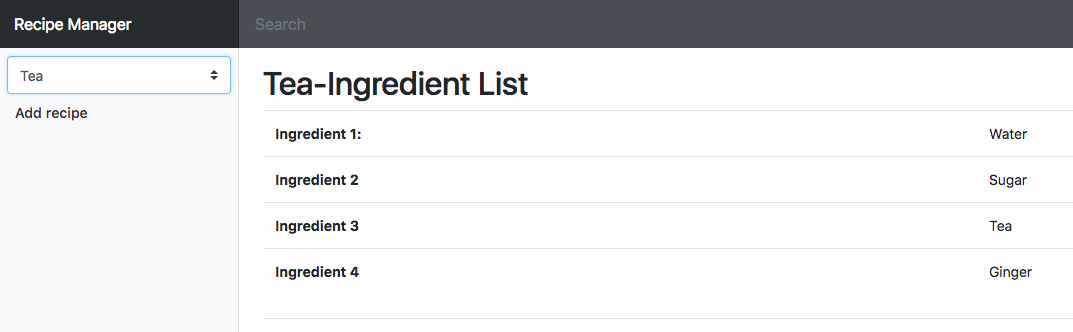 Recipe Manager
Search
Tea
Add recipe
Tea-Ingredient List
Ingredient 1: Water
Ingredient 2 Sugar
Ingredient 3 Tea
Ingredient 4 Ginger